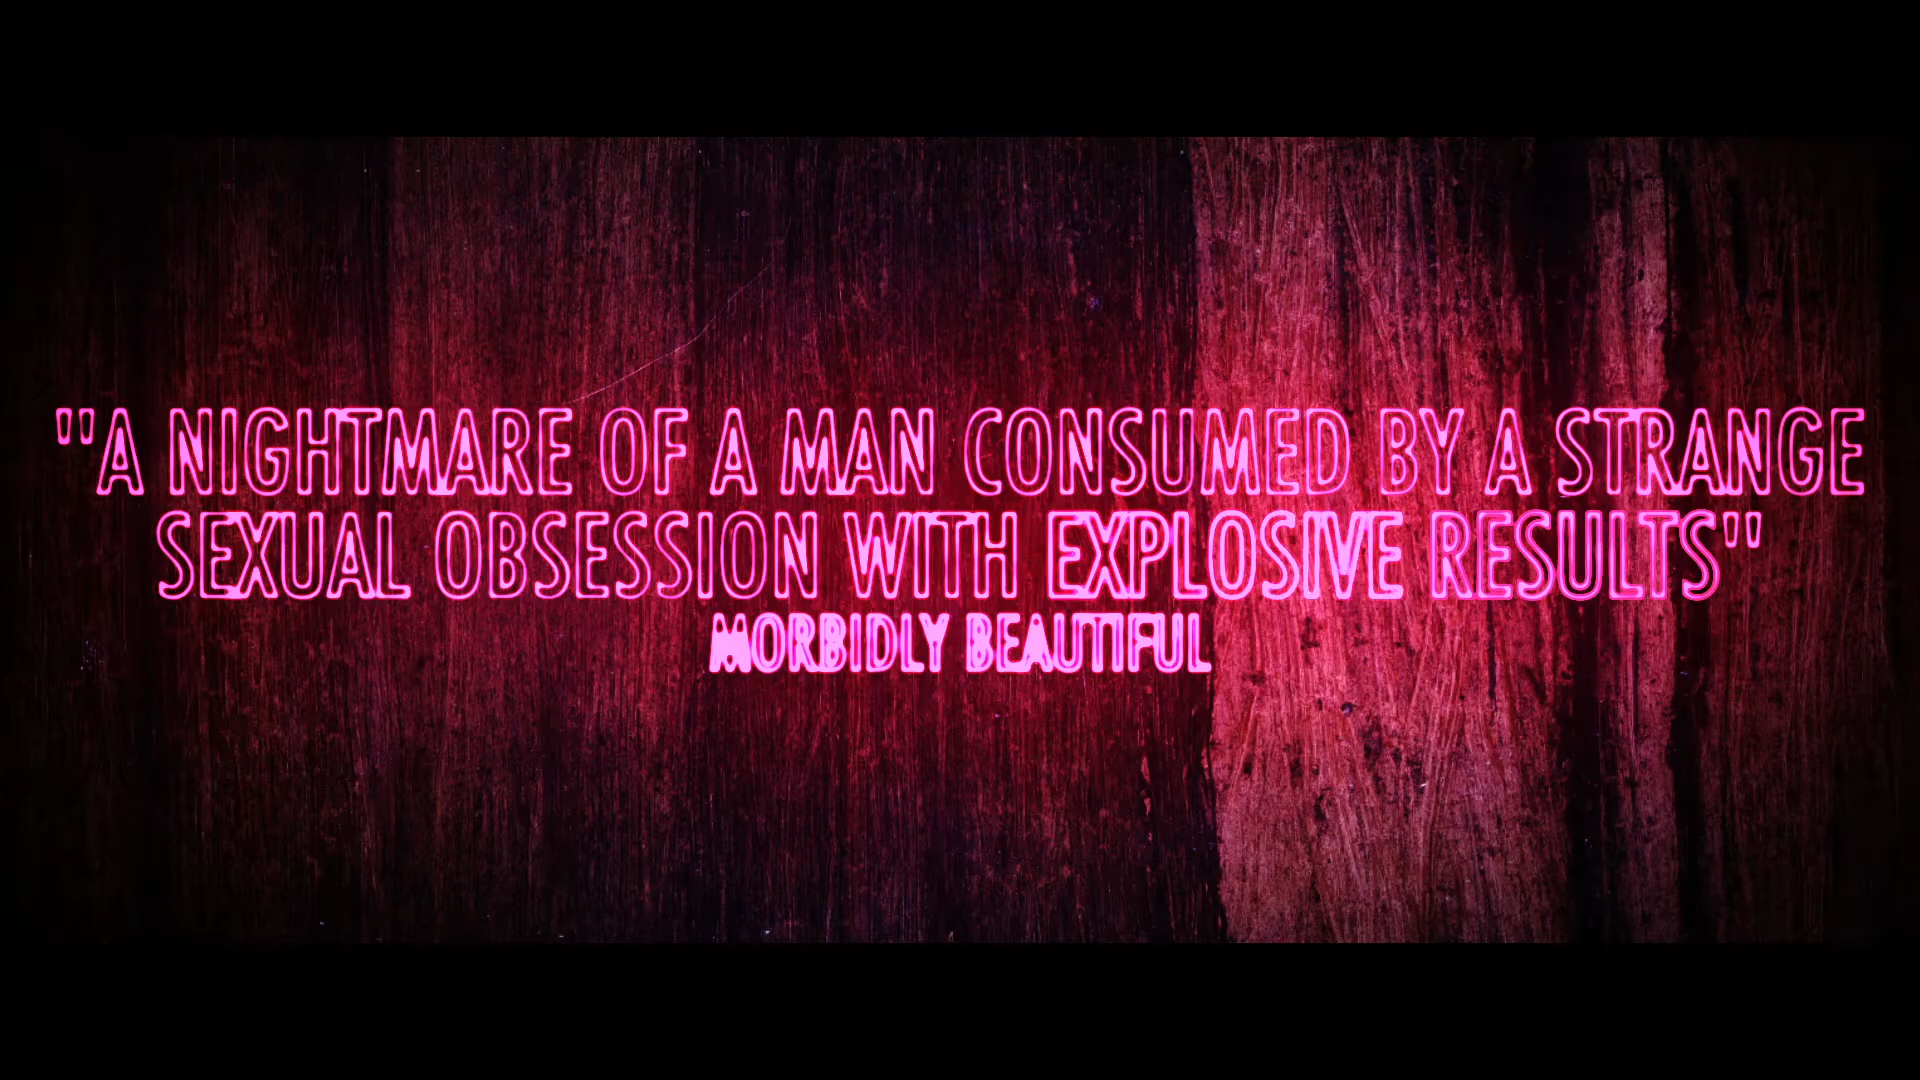 "A NIGHTMARE OF A MAN CONSUMED BY A STRANGE
SEXUAL OBSESSION WITH EXPLOSIVE RESULTS"
MORBIDLY BEAUTIFUL